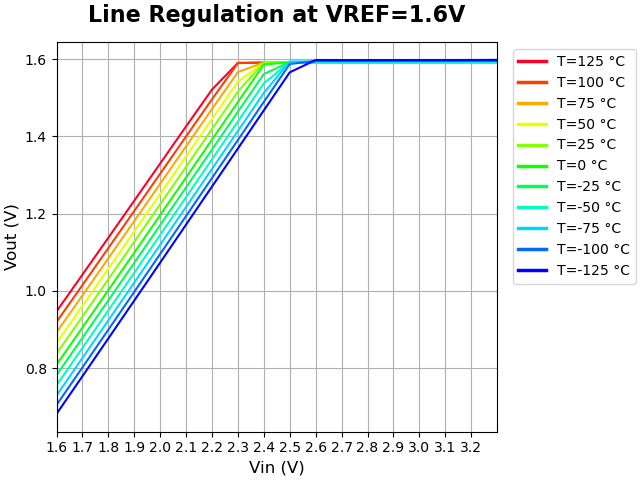 Line Regulation at VREF=1.6V
Vout (V)
1.6
1.4
1.2
1.0
0.8
1.6 1.7 1.8 1.9 2.0 2.1 2.2 2.3 2.4 2.5 2.6 2.7 2.8 2.9 3.0 3.1 3.2
Vin (V)
T=125 °C
T=100 °C
T=75 °C
T=50 °C
T=25 °C
T=0 °C
T=-25 °C
T=-50 °C
T=-75 °C
T=-100 °C
T=-125 °C